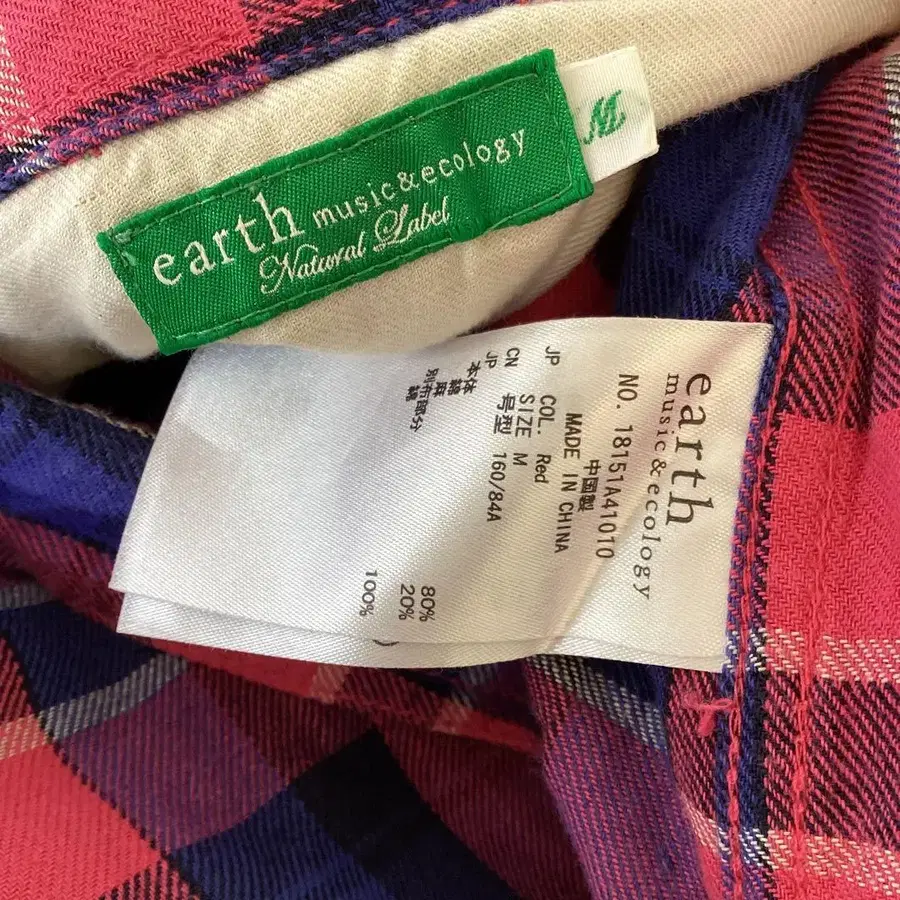 earth music&ecology
Natural Label
M
earth
music&ecology
NO. 18151A41010
中国製
MADE IN CHINA
JP COL. Red
CN SIZE M
JP 号型 160/84A
本体
綿 80%
麻 20%
別布部分
綿 100%